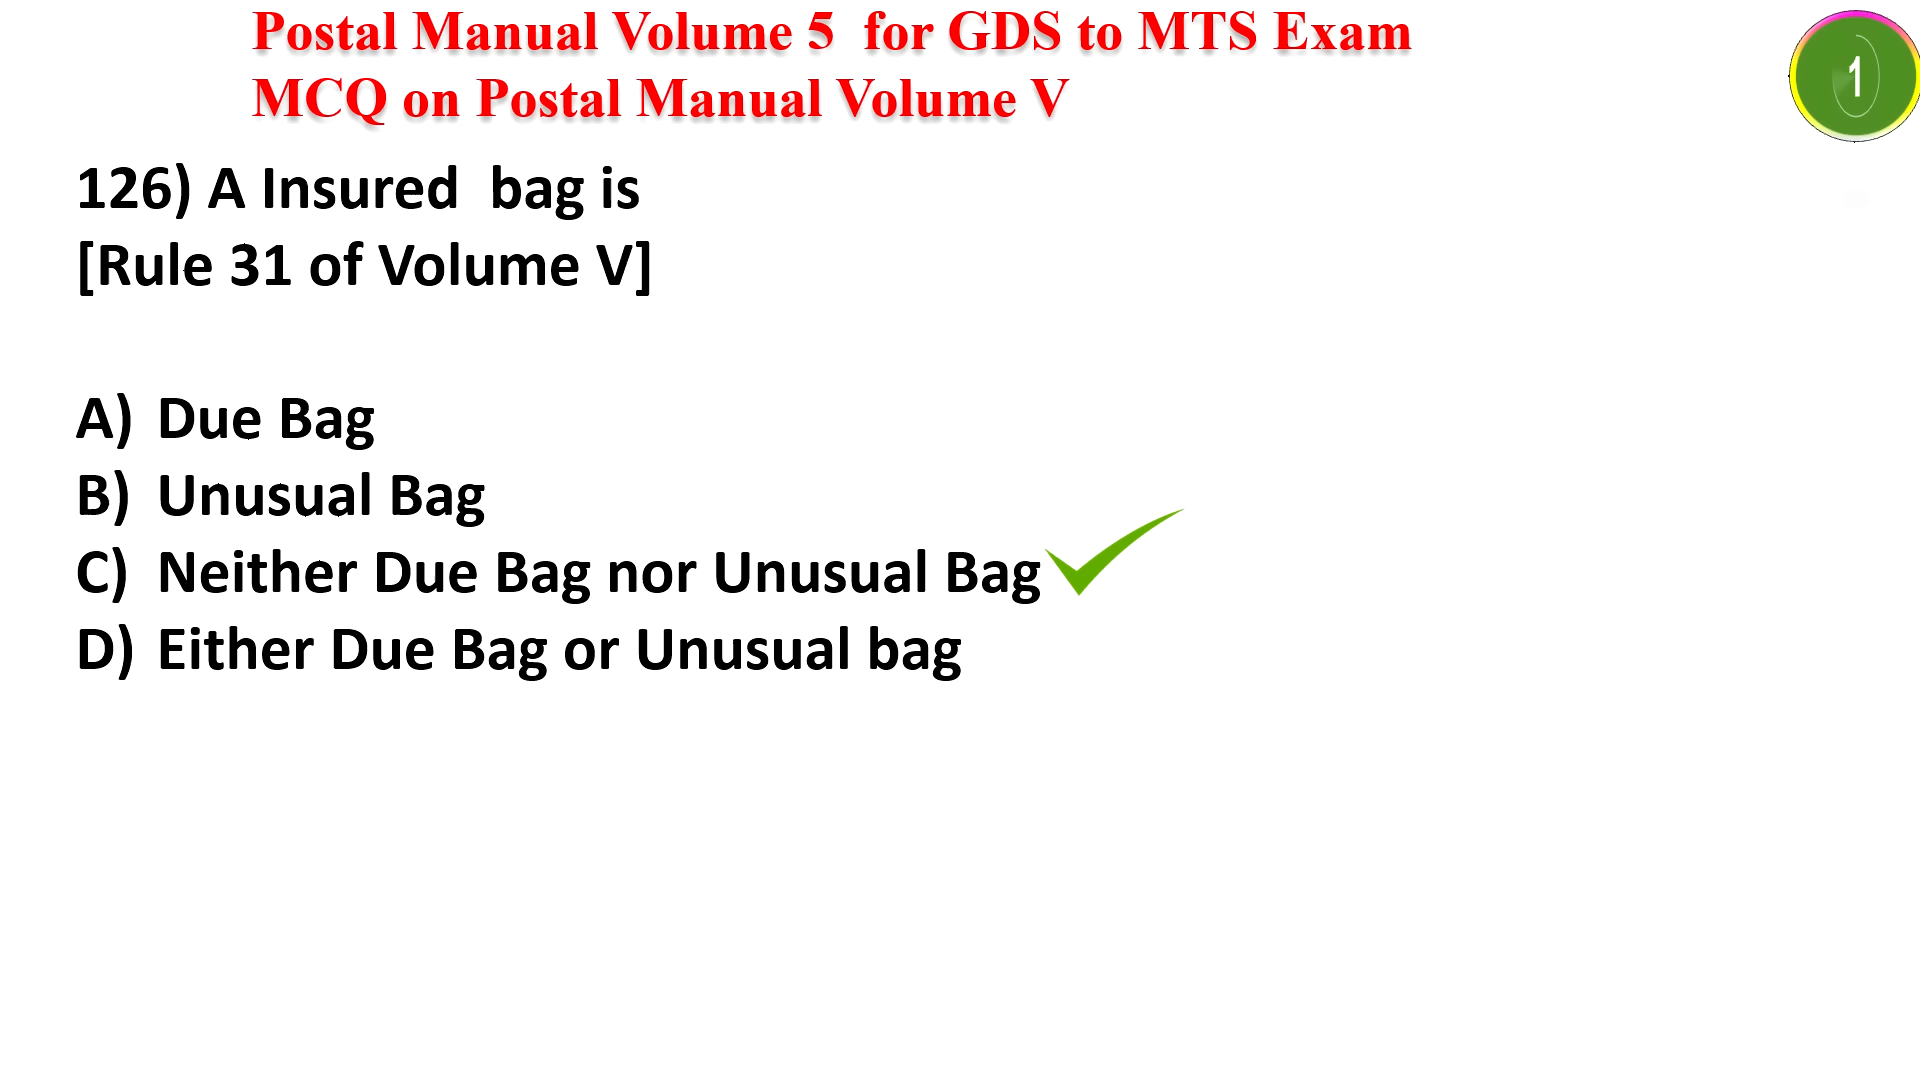 Postal Manual Volume 5  for GDS to MTS Exam
MCQ on Postal Manual Volume V
1
126) A Insured  bag is
[Rule 31 of Volume V]
A) Due Bag
B) Unusual Bag
C) Neither Due Bag nor Unusual Bag
D) Either Due Bag or Unusual bag